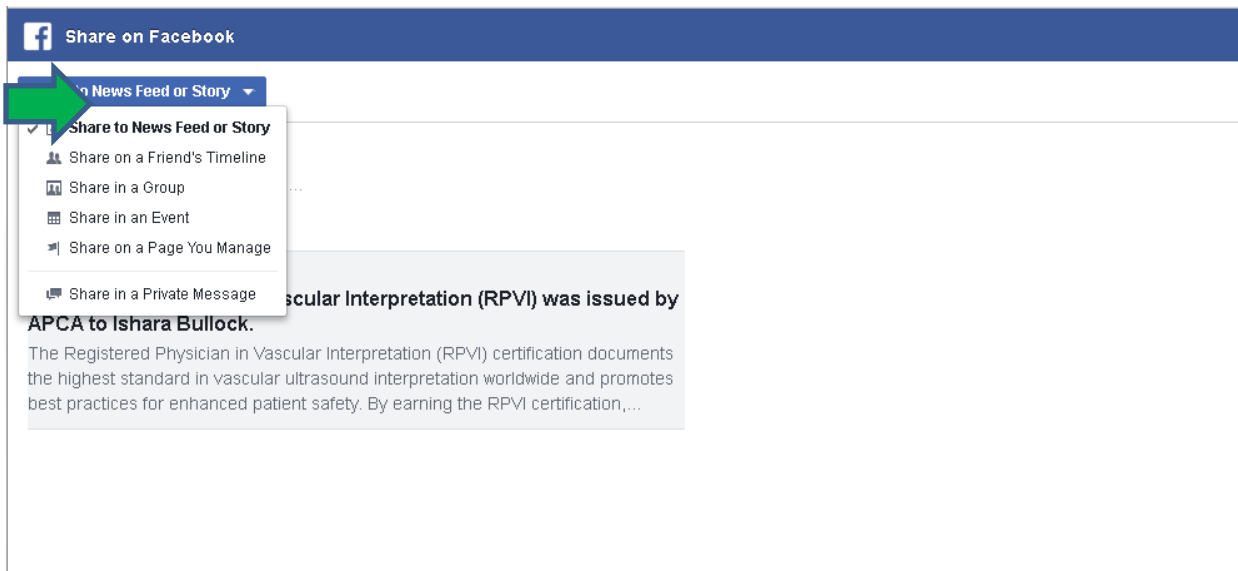 Share on Facebook
to News Feed or Story
Share to News Feed or Story
Share on a Friend's Timeline
Share in a Group
...
Share in an Event
Share on a Page You Manage
Share in a Private Message
Interpretation (RPVI) was issued by
APCA to Ishara Bullock.
The Registered Physician in Vascular Interpretation (RPVI) certification documents
the highest standard in vascular ultrasound interpretation worldwide and promotes
best practices for enhanced patient safety. By earning the RPVI certification,...